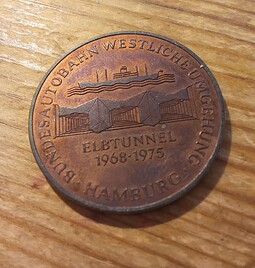 BUNDESAUTOBAHN WESTLICHE UMGEHUNG
ELBTUNNEL
1968·1975
· HAMBURG ·